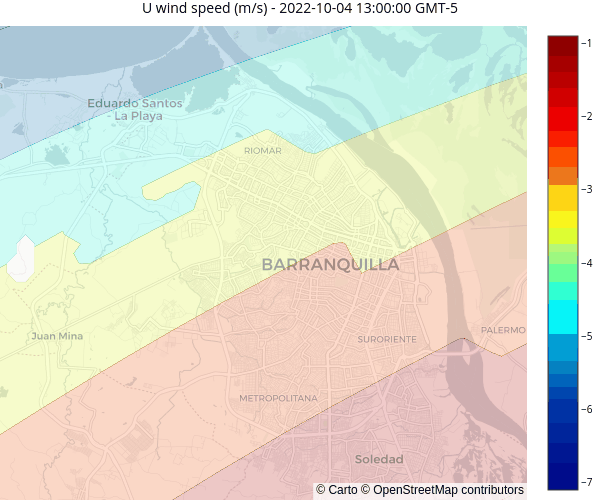 U wind speed (m/s) - 2022-10-04 13:00:00 GMT-5
−1
Eduardo Santos
La Playa
−2
RIOMAR
−3
BARRANQUILLA
−4
Juan Mina
SURORIENTE
PALERMO
−5
METROPOLITANA
−6
Soledad
−7
© Carto © OpenStreetMap contributors